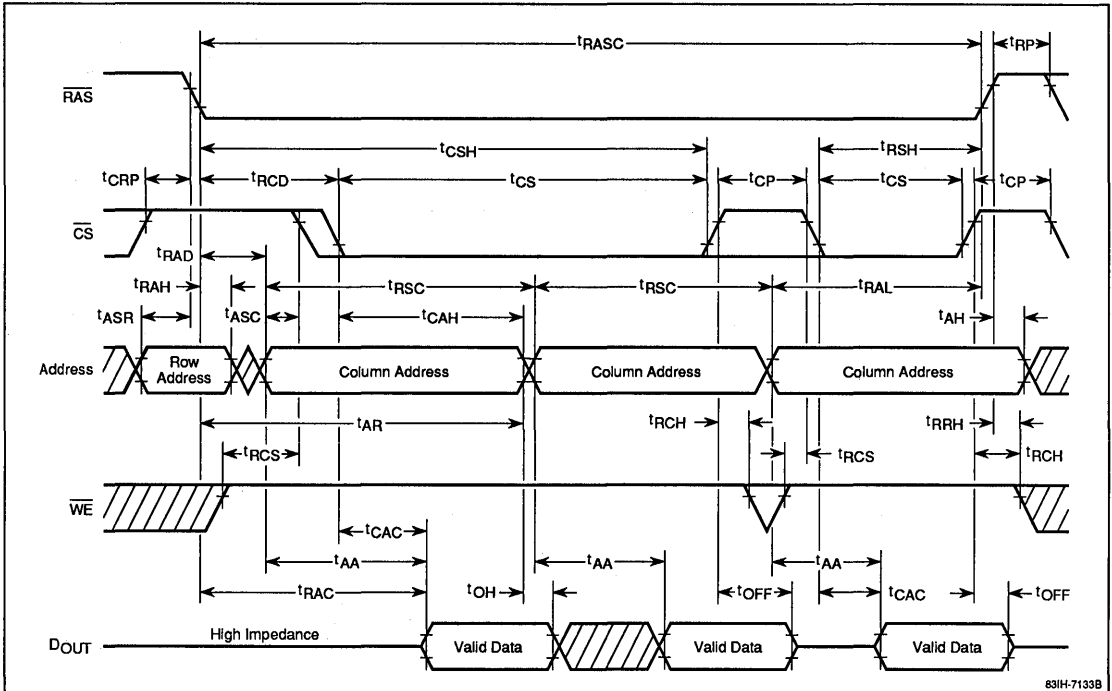 tRASC
tRP
RAS
tCSH
tRSH
tCRP
tRCD
tCS
tCP
tCS
tCP
CS
tRAD
tRAH
tRSC
tRSC
tRAL
tASR
tASC
tCAH
tAH
Address
Row
Address
Column Address
Column Address
Column Address
tAR
tRCH
tRRH
tRCS
tRCS
tRCH
WE
tCAC
tAA
tAA
tAA
tRAC
tOH
tOFF
tCAC
tOFF
High Impedance
DOUT
Valid Data
Valid Data
Valid Data
83IH-7133B